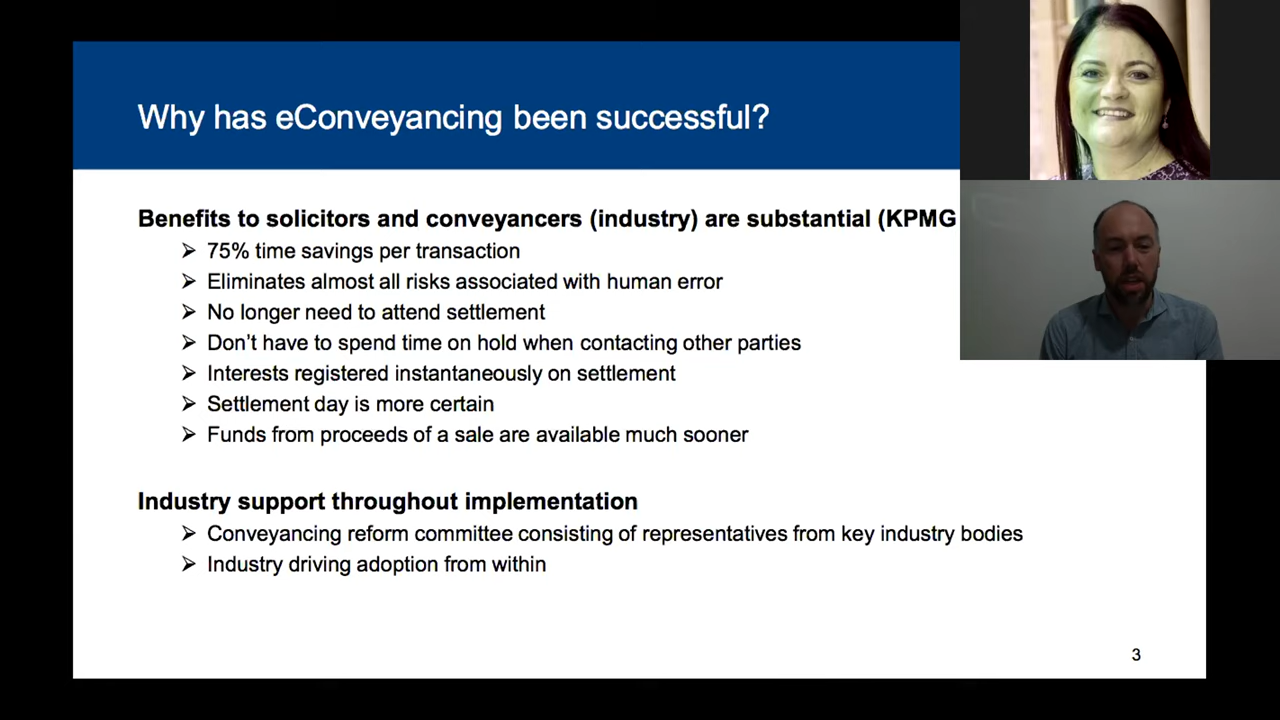 Why has eConveyancing been successful?
Benefits to solicitors and conveyancers (industry) are substantial (KPMG
➢ 75% time savings per transaction
➢ Eliminates almost all risks associated with human error
➢ No longer need to attend settlement
➢ Don’t have to spend time on hold when contacting other parties
➢ Interests registered instantaneously on settlement
➢ Settlement day is more certain
➢ Funds from proceeds of a sale are available much sooner
Industry support throughout implementation
➢ Conveyancing reform committee consisting of representatives from key industry bodies
➢ Industry driving adoption from within
3